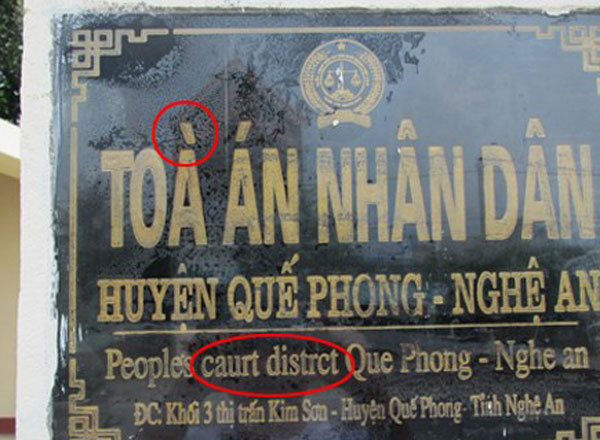 TOÀ ÁN NHÂN DÂN
HUYỆN QUẾ PHONG - NGHỆ AN
People's caurt distrct Que Phong - Nghe an
ĐC: Khối 3 thị trấn Kim Sơn - Huyện Quế Phong - Tỉnh Nghệ An